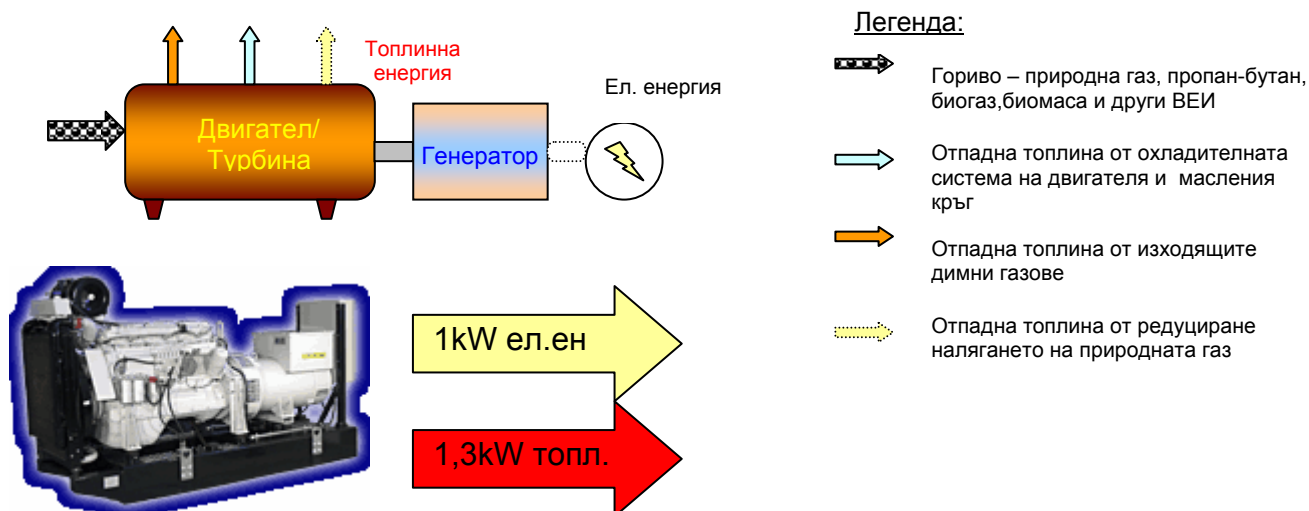 Легенда:
Топлинна
енергия
Ел. енергия
Двигател/
Турбина
Генератор
Гориво – природна газ, пропан-бутан,
биогаз,биомаса и други ВЕИ
Отпадна топлина от охладителната
система на двигателя и масления
кръг
Отпадна топлина от изходящите
димни газове
Отпадна топлина от редуциране
налягането на природната газ
1kW ел.ен
1,3kW топл.